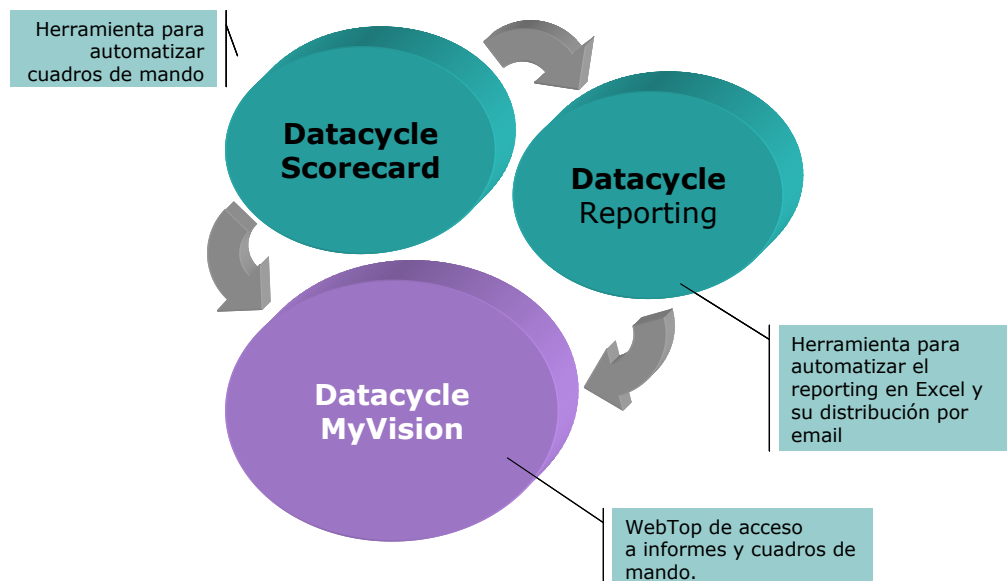 Herramienta para
automatizar
cuadros de mando
Datacycle
Scorecard
Datacycle
Reporting
Datacycle
MyVision
Herramienta para
automatizar el
reporting en Excel y
su distribución por
email
WebTop de acceso
a informes y cuadros de
mando.